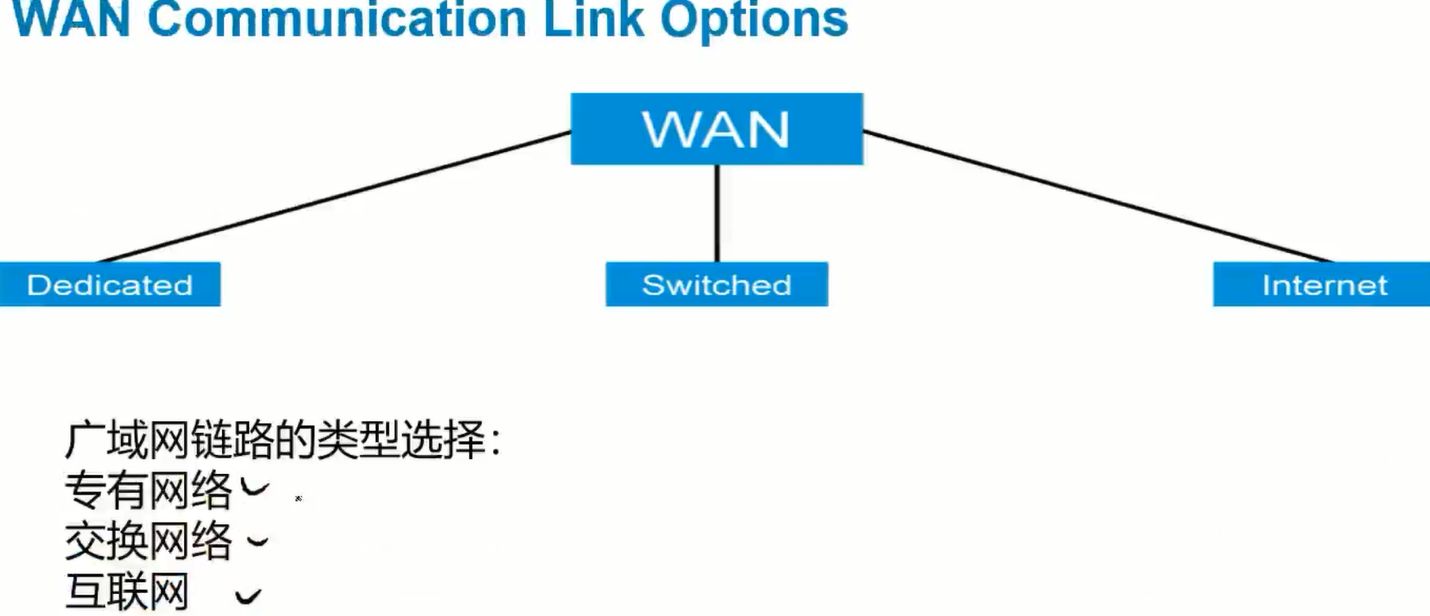 WAN Communication Link Options
WAN
Dedicated
Switched
Internet
广域网链路的类型选择：
专有网络
交换网络
互联网